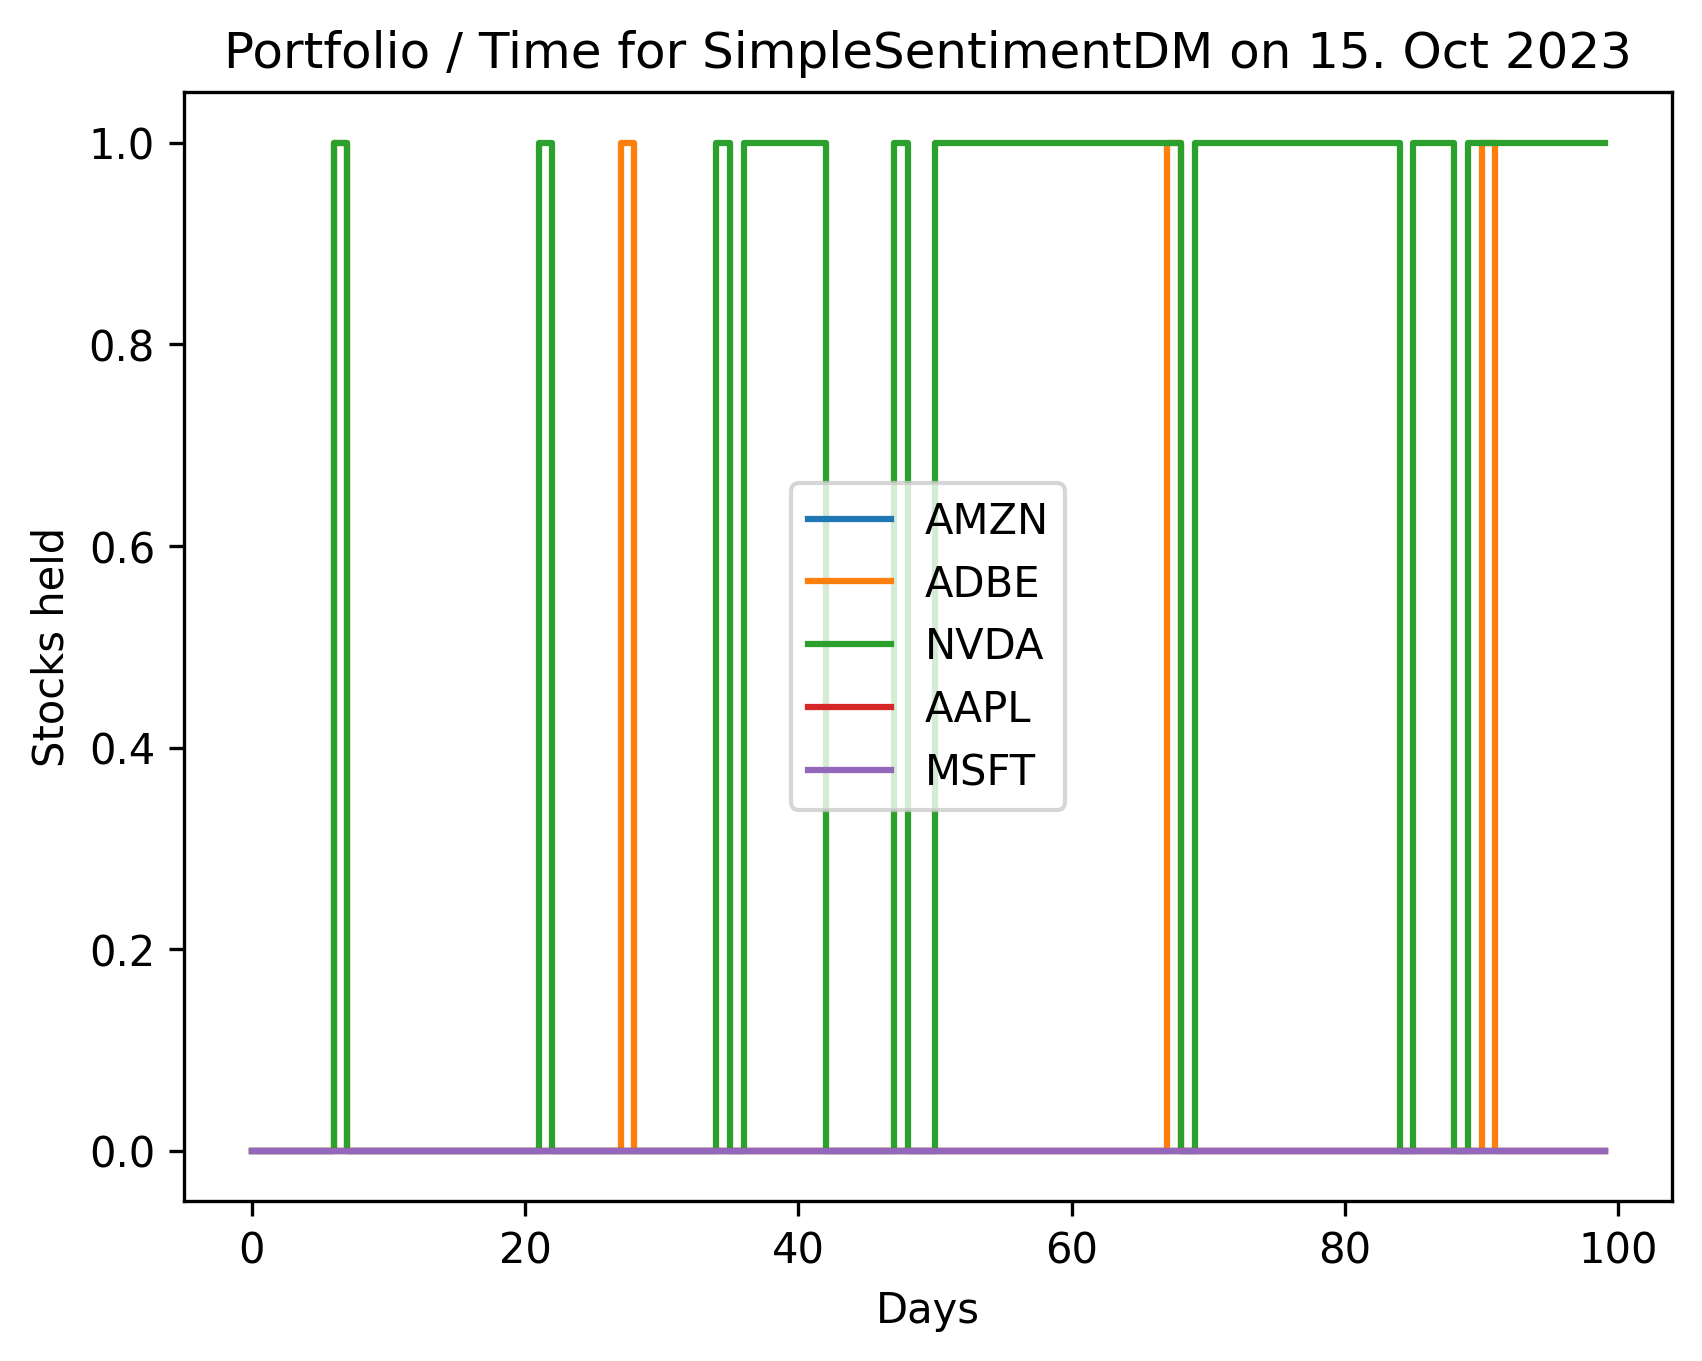 Portfolio / Time for SimpleSentimentDM on 15. Oct 2023
1.0
0.8
0.6
0.4
0.2
0.0
Stocks held
AMZN
ADBE
NVDA
AAPL
MSFT
0 20 40 60 80 100
Days